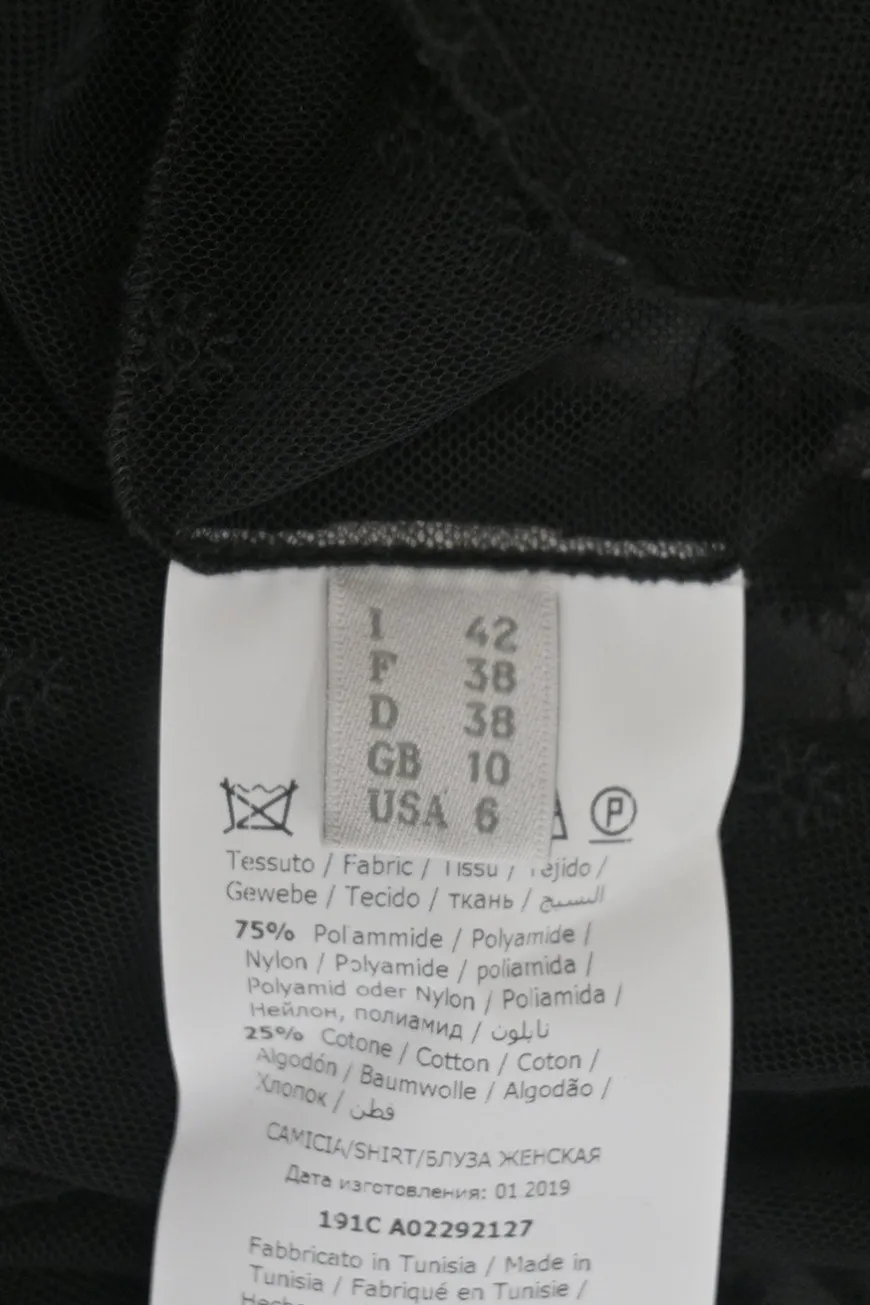 I 42
F 38
D 38
GB 10
USA 6
P
Tessuto / Fabric / Tissu / Tejido /
Gewebe / Tecido / ткань / النسيج
75% Poliammide / Polyamide /
Nylon / Polyamide / poliamida /
Polyamid oder Nylon / Poliamida /
Нейлон, полиамид / نايلون
25% Cotone / Cotton / Coton /
Algodón / Baumwolle / Algodão /
Хлопок / قطن
CAMICIA/SHIRT/БЛУЗА ЖЕНСКАЯ
Дата изготовления: 01.2019
191C A02292127
Fabbricato in Tunisia / Made in
Tunisia / Fabriqué en Tunisie /